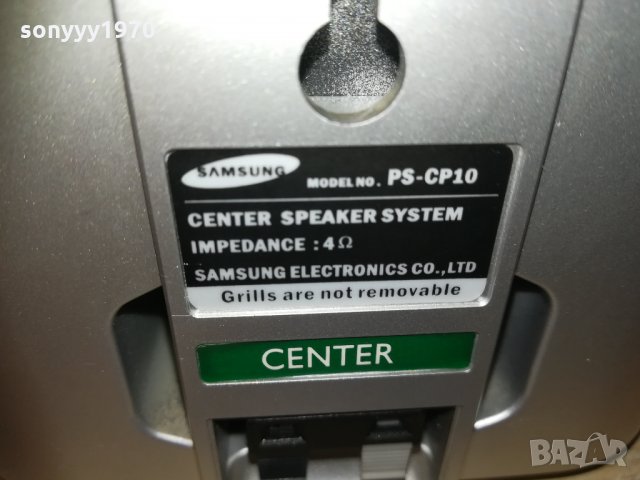 sonyyy1970
SAMSUNG
MODEL NO. PS-CP10
CENTER SPEAKER SYSTEM
IMPEDANCE : 4Ω
SAMSUNG ELECTRONICS CO.,LTD
Grills are not removable
CENTER
BAZAR